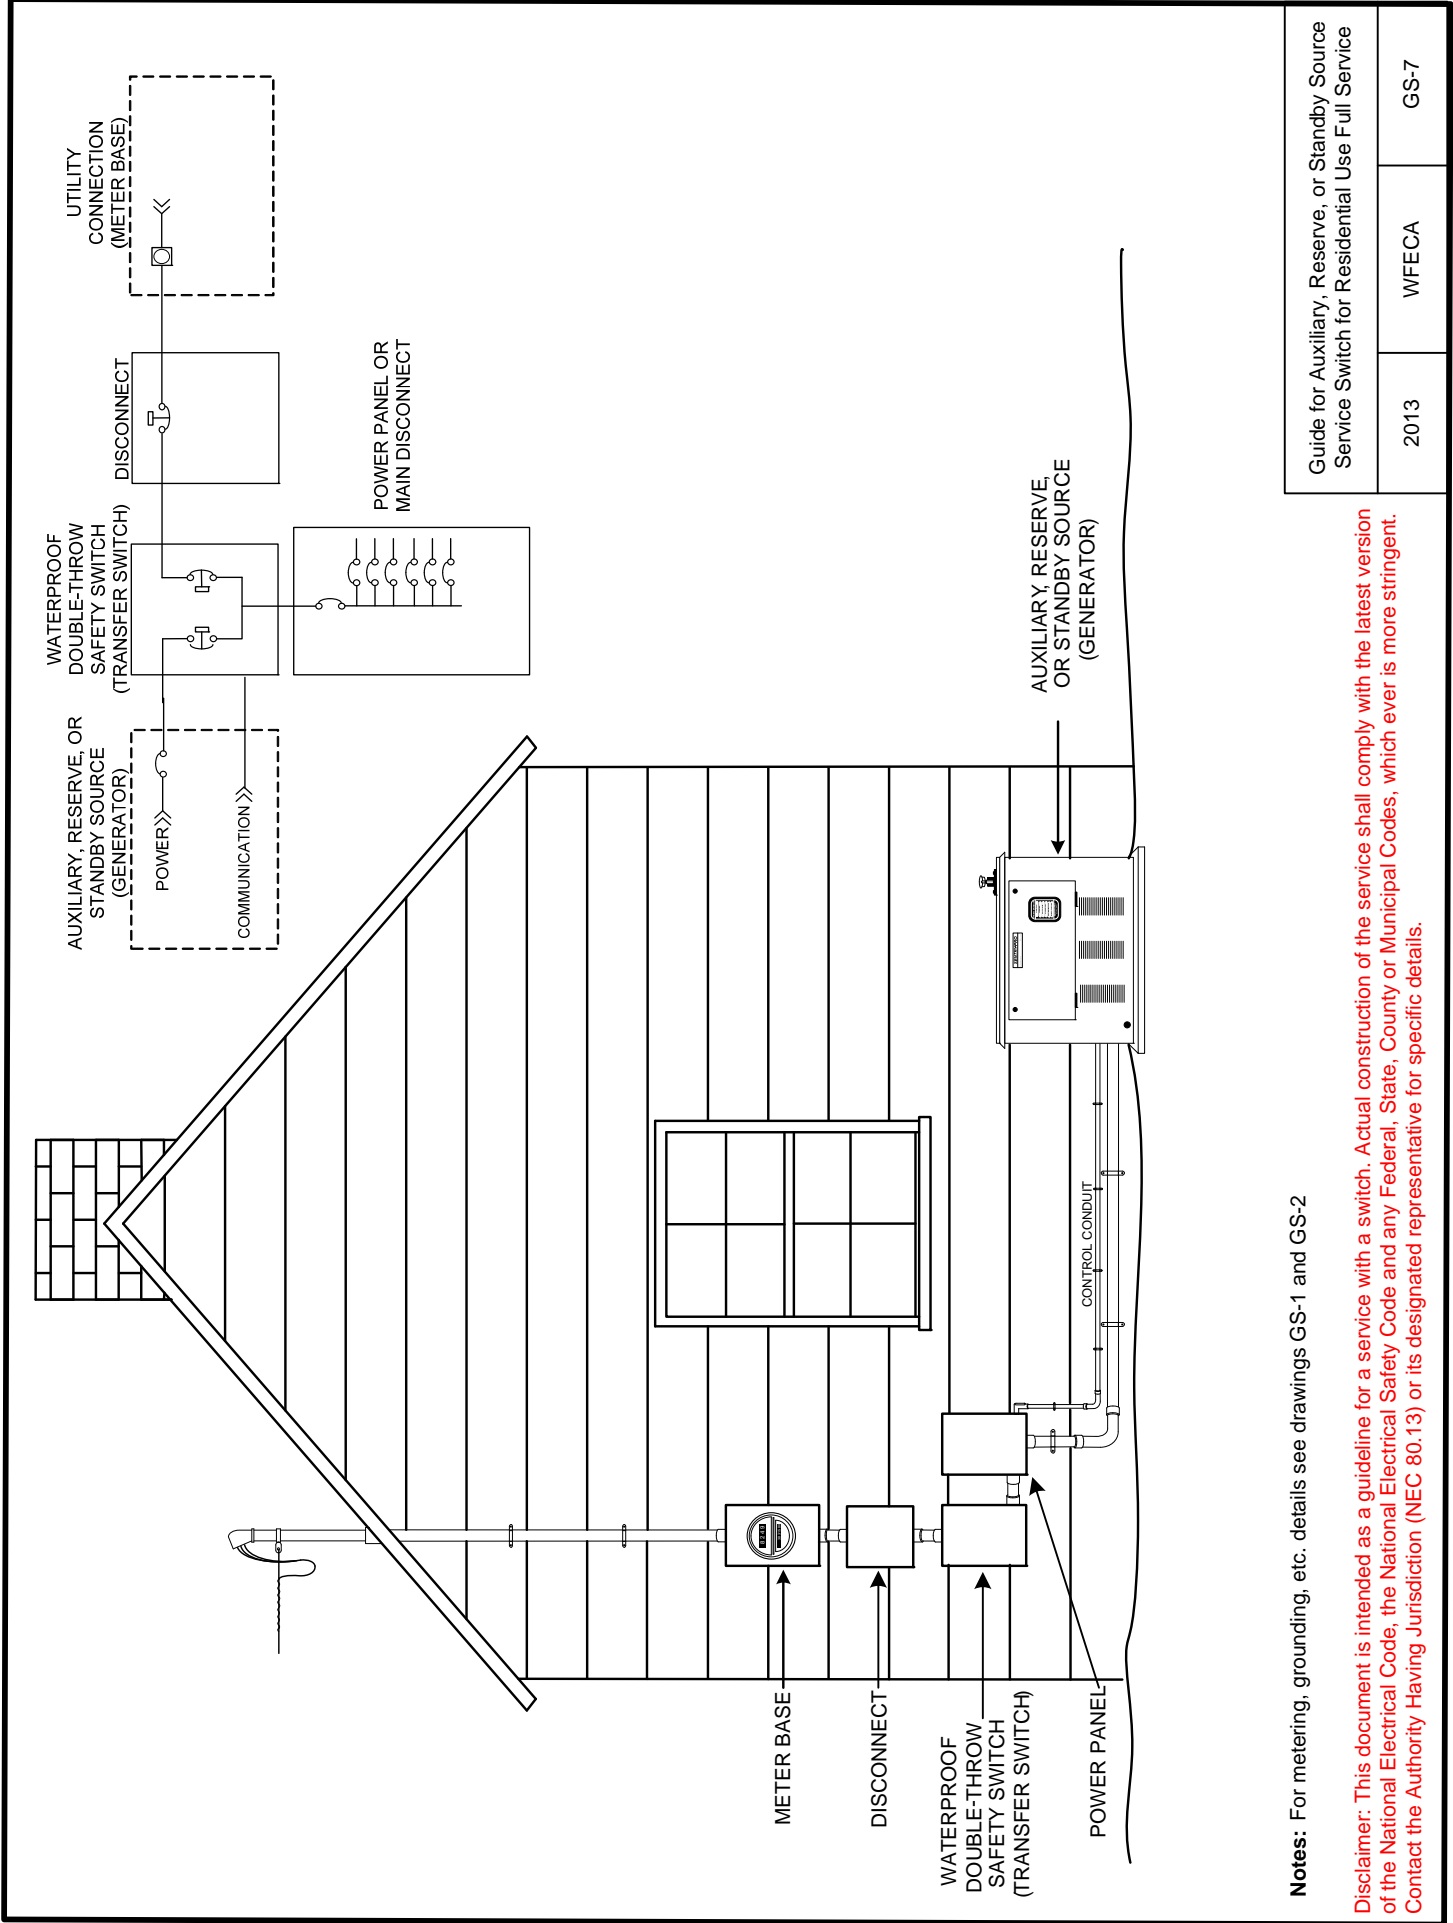 AUXILIARY, RESERVE, OR
STANDBY SOURCE
(GENERATOR)
POWER
COMMUNICATION
WATERPROOF
DOUBLE-THROW
SAFETY SWITCH
(TRANSFER SWITCH)
DISCONNECT
UTILITY
CONNECTION
(METER BASE)
POWER PANEL OR
MAIN DISCONNECT
METER BASE
DISCONNECT
WATERPROOF
DOUBLE-THROW
SAFETY SWITCH
(TRANSFER SWITCH)
POWER PANEL
CONTROL CONDUIT
AUXILIARY, RESERVE,
OR STANDBY SOURCE
(GENERATOR)
Notes: For metering, grounding, etc. details see drawings GS-1 and GS-2
Disclaimer: This document is intended as a guideline for a service with a switch. Actual construction of the service shall comply with the latest version
of the National Electrical Code, the National Electrical Safety Code and any Federal, State, County or Municipal Codes, which ever is more stringent.
Contact the Authority Having Jurisdiction (NEC 80.13) or its designated representative for specific details.
Guide for Auxiliary, Reserve, or Standby Source
Service Switch for Residential Use Full Service
2013
WFECA
GS-7